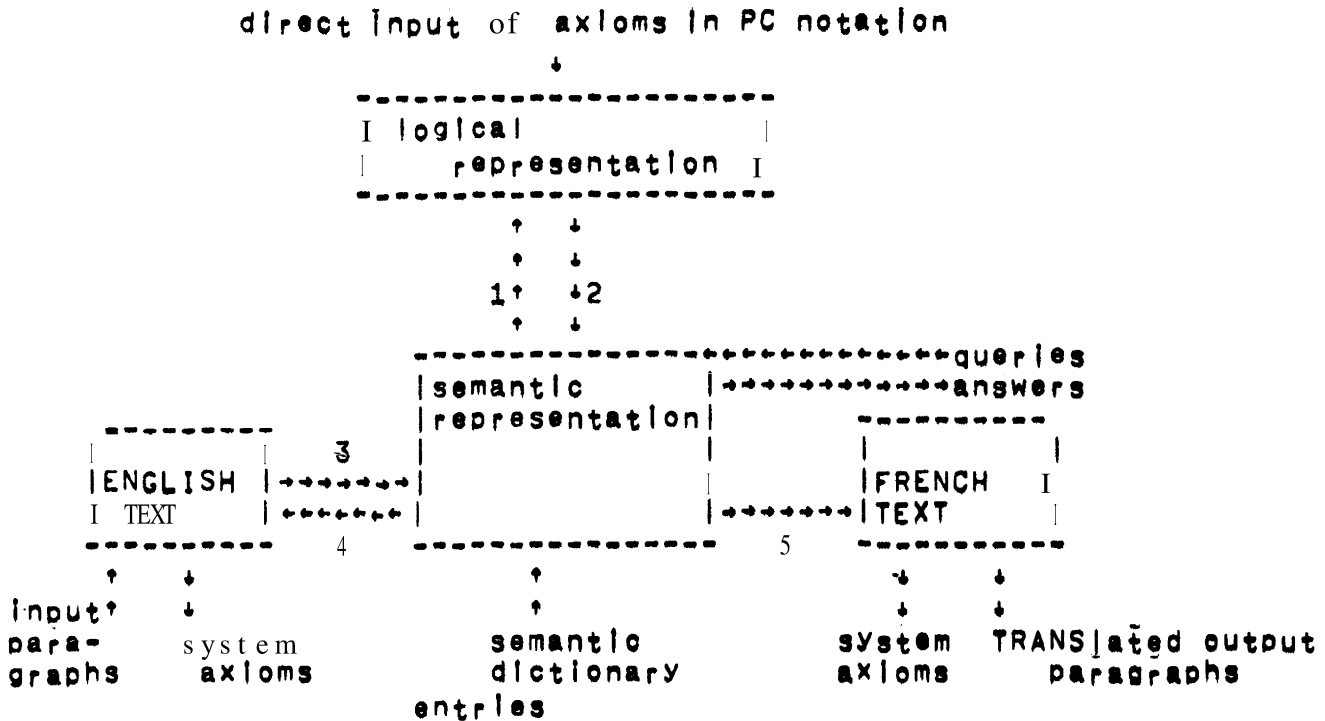 direct input of axioms in PC notation
logical
representation
1 2
queries
semantic answers
representation
3
ENGLISH FRENCH
TEXT TEXT
4 5
input
para- system semantic system TRANSlated output
graphs axioms dictionary axioms paragraphs
entries